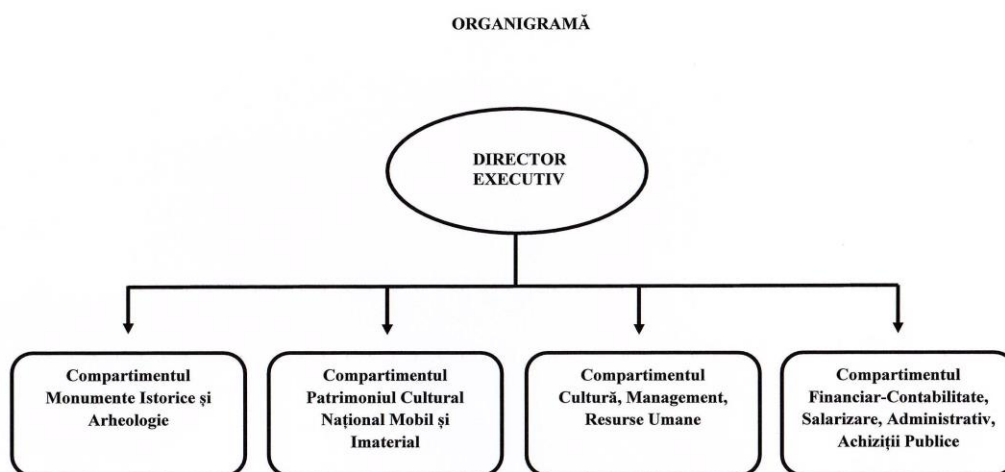 ORGANIGRAMĂ
DIRECTOR
EXECUTIV
Compartimentul
Monumente Istorice și
Arheologie
Compartimentul
Patrimoniul Cultural
Național Mobil și
Imaterial
Compartimentul
Cultură, Management,
Resurse Umane
Compartimentul
Financiar-Contabilitate,
Salarizare, Administrativ,
Achiziții Publice